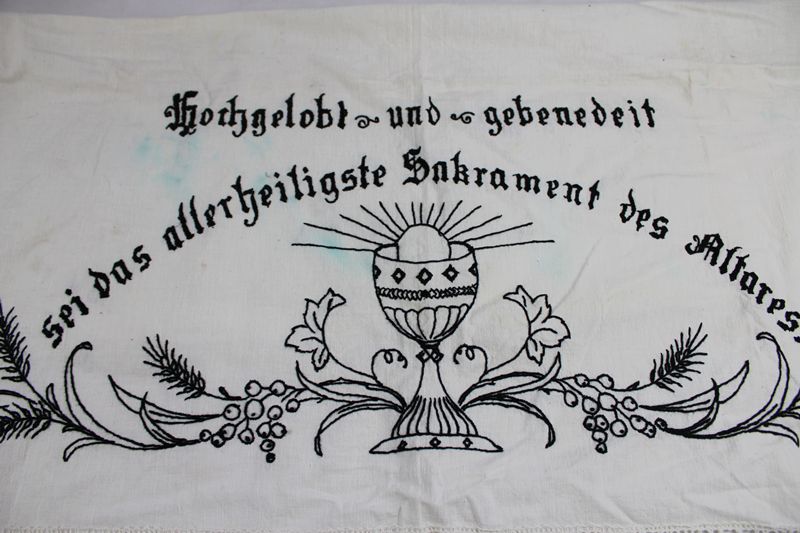 Hochgelobt und gebenedeit
sei das allerheiligste Sakrament des Altares